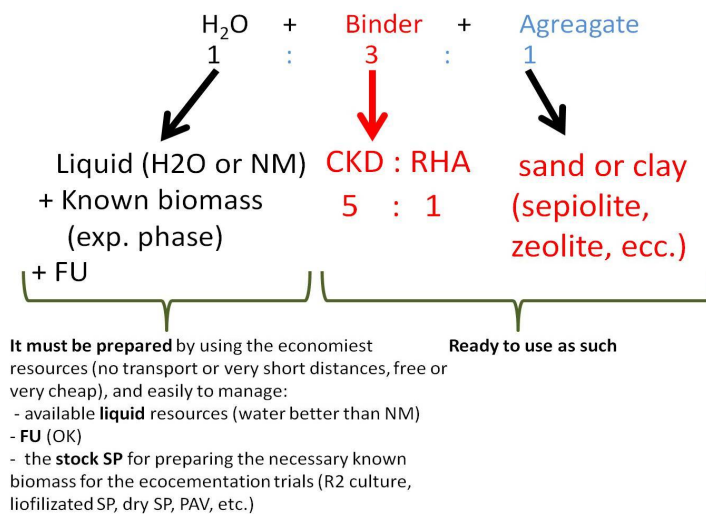 H₂O + Binder + Agreagate
1 : 3 : 1
Liquid (H2O or NM)
+ Known biomass
(exp. phase)
+ FU
CKD : RHA
5 : 1
sand or clay
(sepiolite,
zeolite, ecc.)
It must be prepared by using the economiest
resources (no transport or very short distances, free or
very cheap), and easily to manage:
- available liquid resources (water better than NM)
- FU (OK)
- the stock SP for preparing the necessary known
biomass for the ecocementation trials (R2 culture,
liofilizated SP, dry SP, PAV, etc.)
Ready to use as such